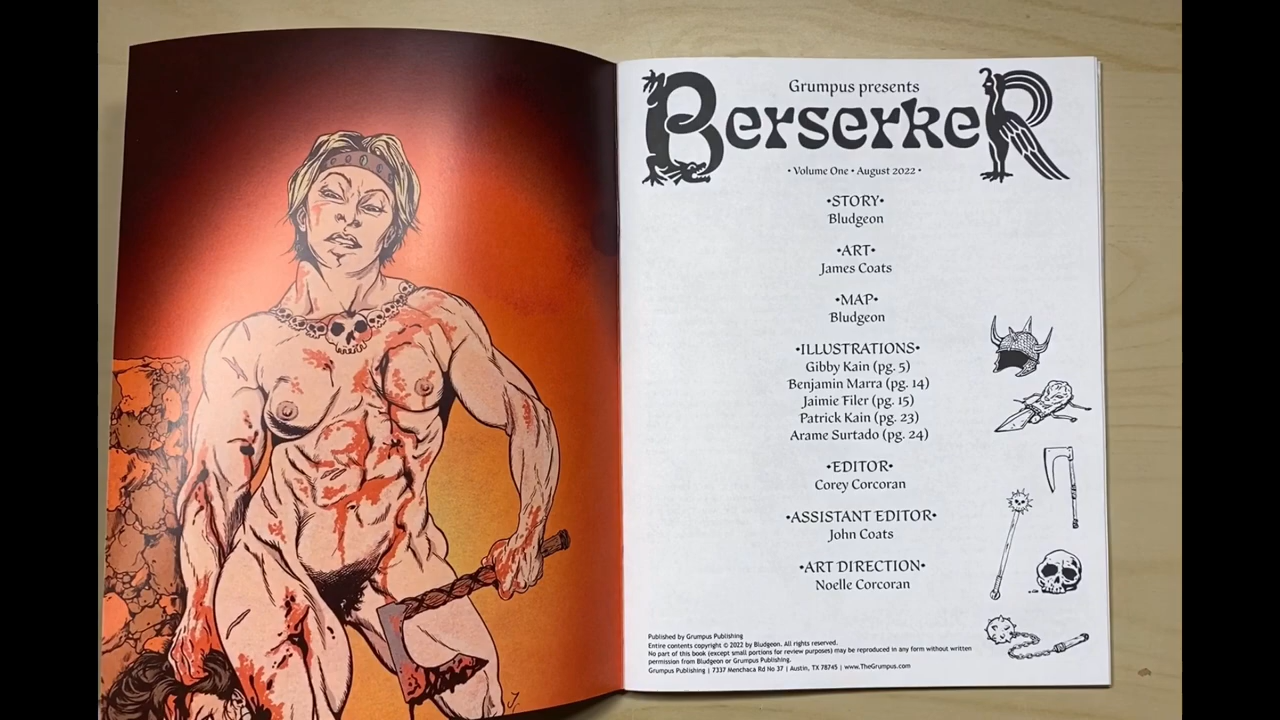 Grumpus presents
BerserkeR
• Volume One • August 2022 •
•STORY•
Bludgeon
•ART•
James Coats
•MAP•
Bludgeon
•ILLUSTRATIONS•
Gibby Kain (pg. 5)
Benjamin Marra (pg. 14)
Jaimie Filer (pg. 15)
Patrick Kain (pg. 23)
Arame Surtado (pg. 24)
•EDITOR•
Corey Corcoran
•ASSISTANT EDITOR•
John Coats
•ART DIRECTION•
Noelle Corcoran
Published by Grumpus Publishing
Entire contents copyright © 2022 by Bludgeon. All rights reserved.
No part of this book (except small portions for review purposes) may be reproduced in any form without written
permission from Bludgeon or Grumpus Publishing.
Grumpus Publishing | 7337 Menchaca Rd No 37 | Austin, TX 78745 | www.TheGrumpus.com